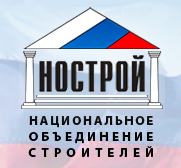 НОСТРОЙ
НАЦИОНАЛЬНОЕ
ОБЪЕДИНЕНИЕ
СТРОИТЕЛЕЙ